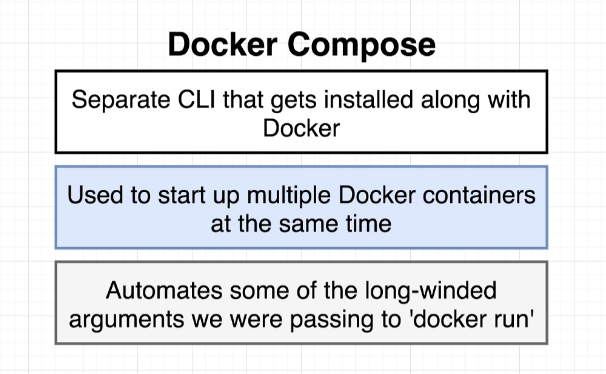 Docker Compose
Separate CLI that gets installed along with
Docker
Used to start up multiple Docker containers
at the same time
Automates some of the long-winded
arguments we were passing to 'docker run'